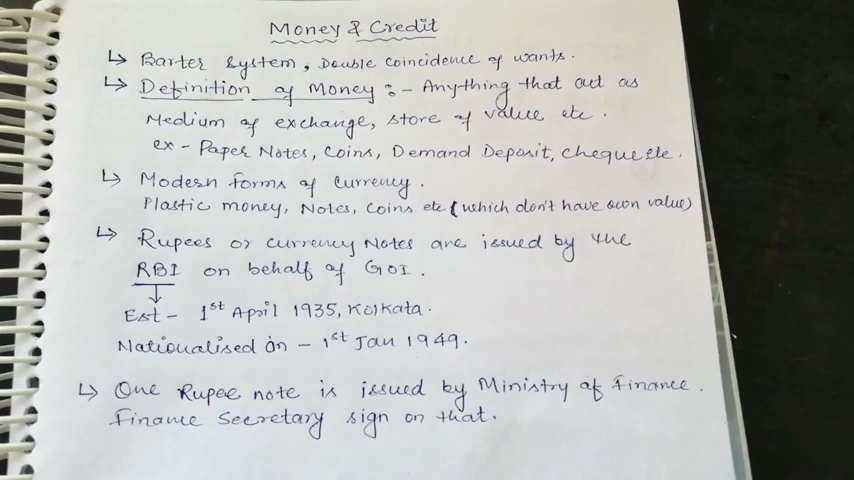 Money & Credit
↳ Barter System, Double coincidence of wants.
↳ Definition of Money :- Anything that act as
Medium of exchange, store of value etc.
ex - Paper Notes, Coins, Demand Deposit, cheque etc.
↳ Modern forms of currency.
Plastic money, Notes, Coins etc (which don't have own value)
↳ Rupees or currency Notes are issued by the
RBI on behalf of GOI.
Est - 1st April 1935, Kolkata.
Nationalised on - 1st Jan 1949.
↳ One Rupee note is issued by Ministry of Finance.
Finance Secretary sign on that.